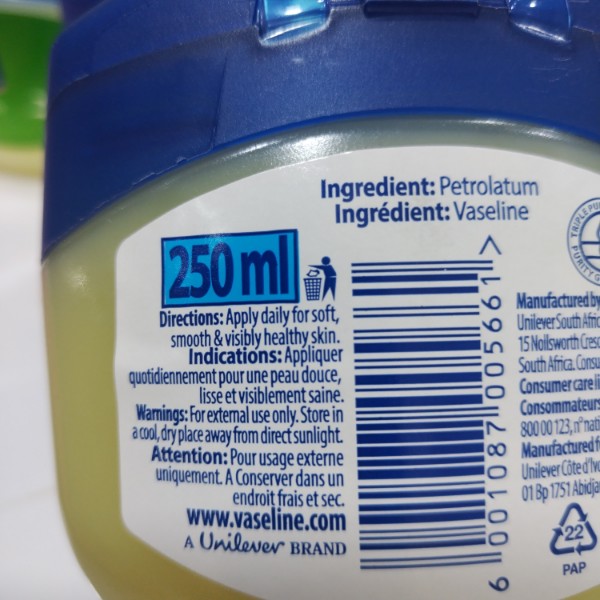 Ingredient: Petrolatum
Ingrédient: Vaseline
250 ml
Directions: Apply daily for soft,
smooth & visibly healthy skin.
Indications: Appliquer
quotidiennement pour une peau douce,
lisse et visiblement saine.
Warnings: For external use only. Store in
a cool, dry place away from direct sunlight.
Attention: Pour usage externe
uniquement. A Conserver dans un
endroit frais et sec.
www.vaseline.com
A Unilever BRAND
6 001087 005661 >
TRIPLE PU
PURITY G
Manufactured by
Unilever South Afric
15 Nollsworth Cresc
South Africa. Consu
Consumer care li
Consommateurs
800 00 123, n° nati
Manufactured f
Unilever Côte d'Ivo
01 Bp 1751 Abidja
22
PAP